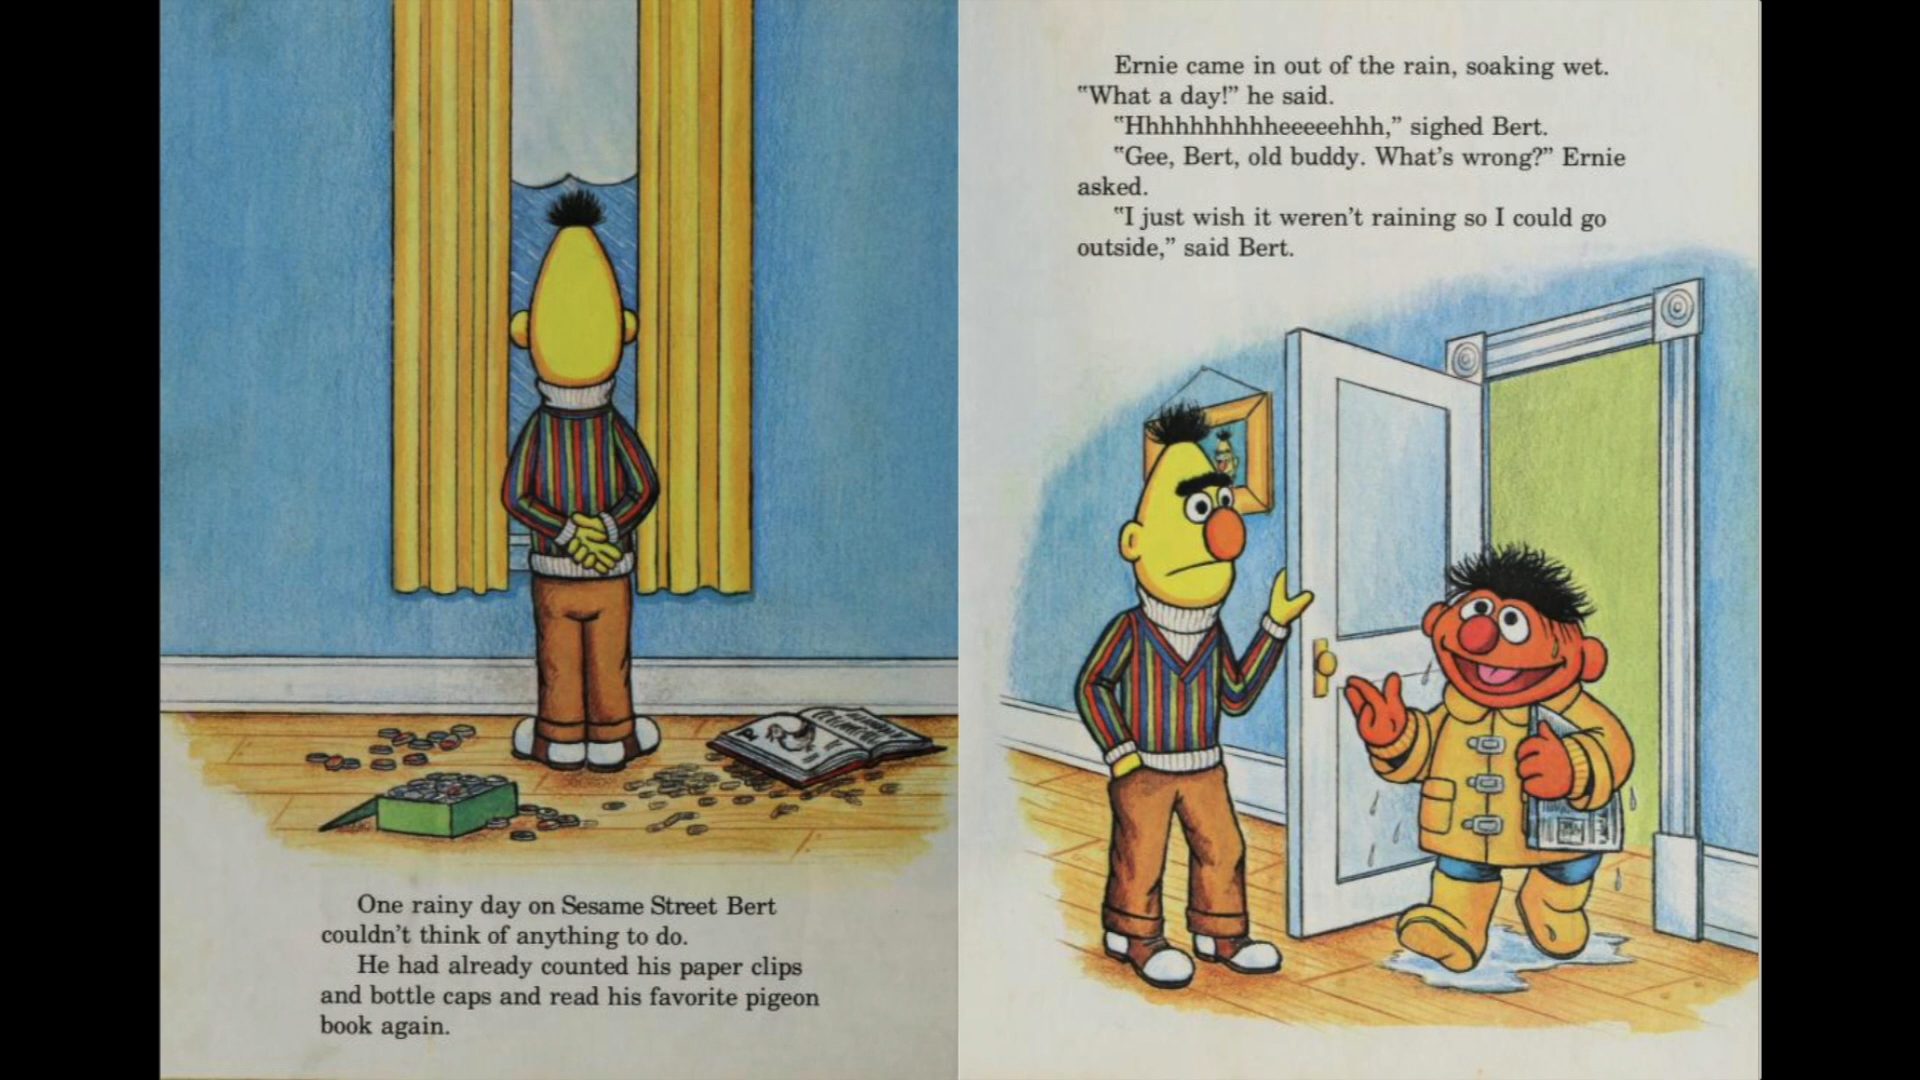 One rainy day on Sesame Street Bert
couldn't think of anything to do.
He had already counted his paper clips
and bottle caps and read his favorite pigeon
book again.
Ernie came in out of the rain, soaking wet.
"What a day!" he said.
"Hhhhhhhhhheeeeehhh," sighed Bert.
"Gee, Bert, old buddy. What's wrong?" Ernie
asked.
"I just wish it weren't raining so I could go
outside," said Bert.